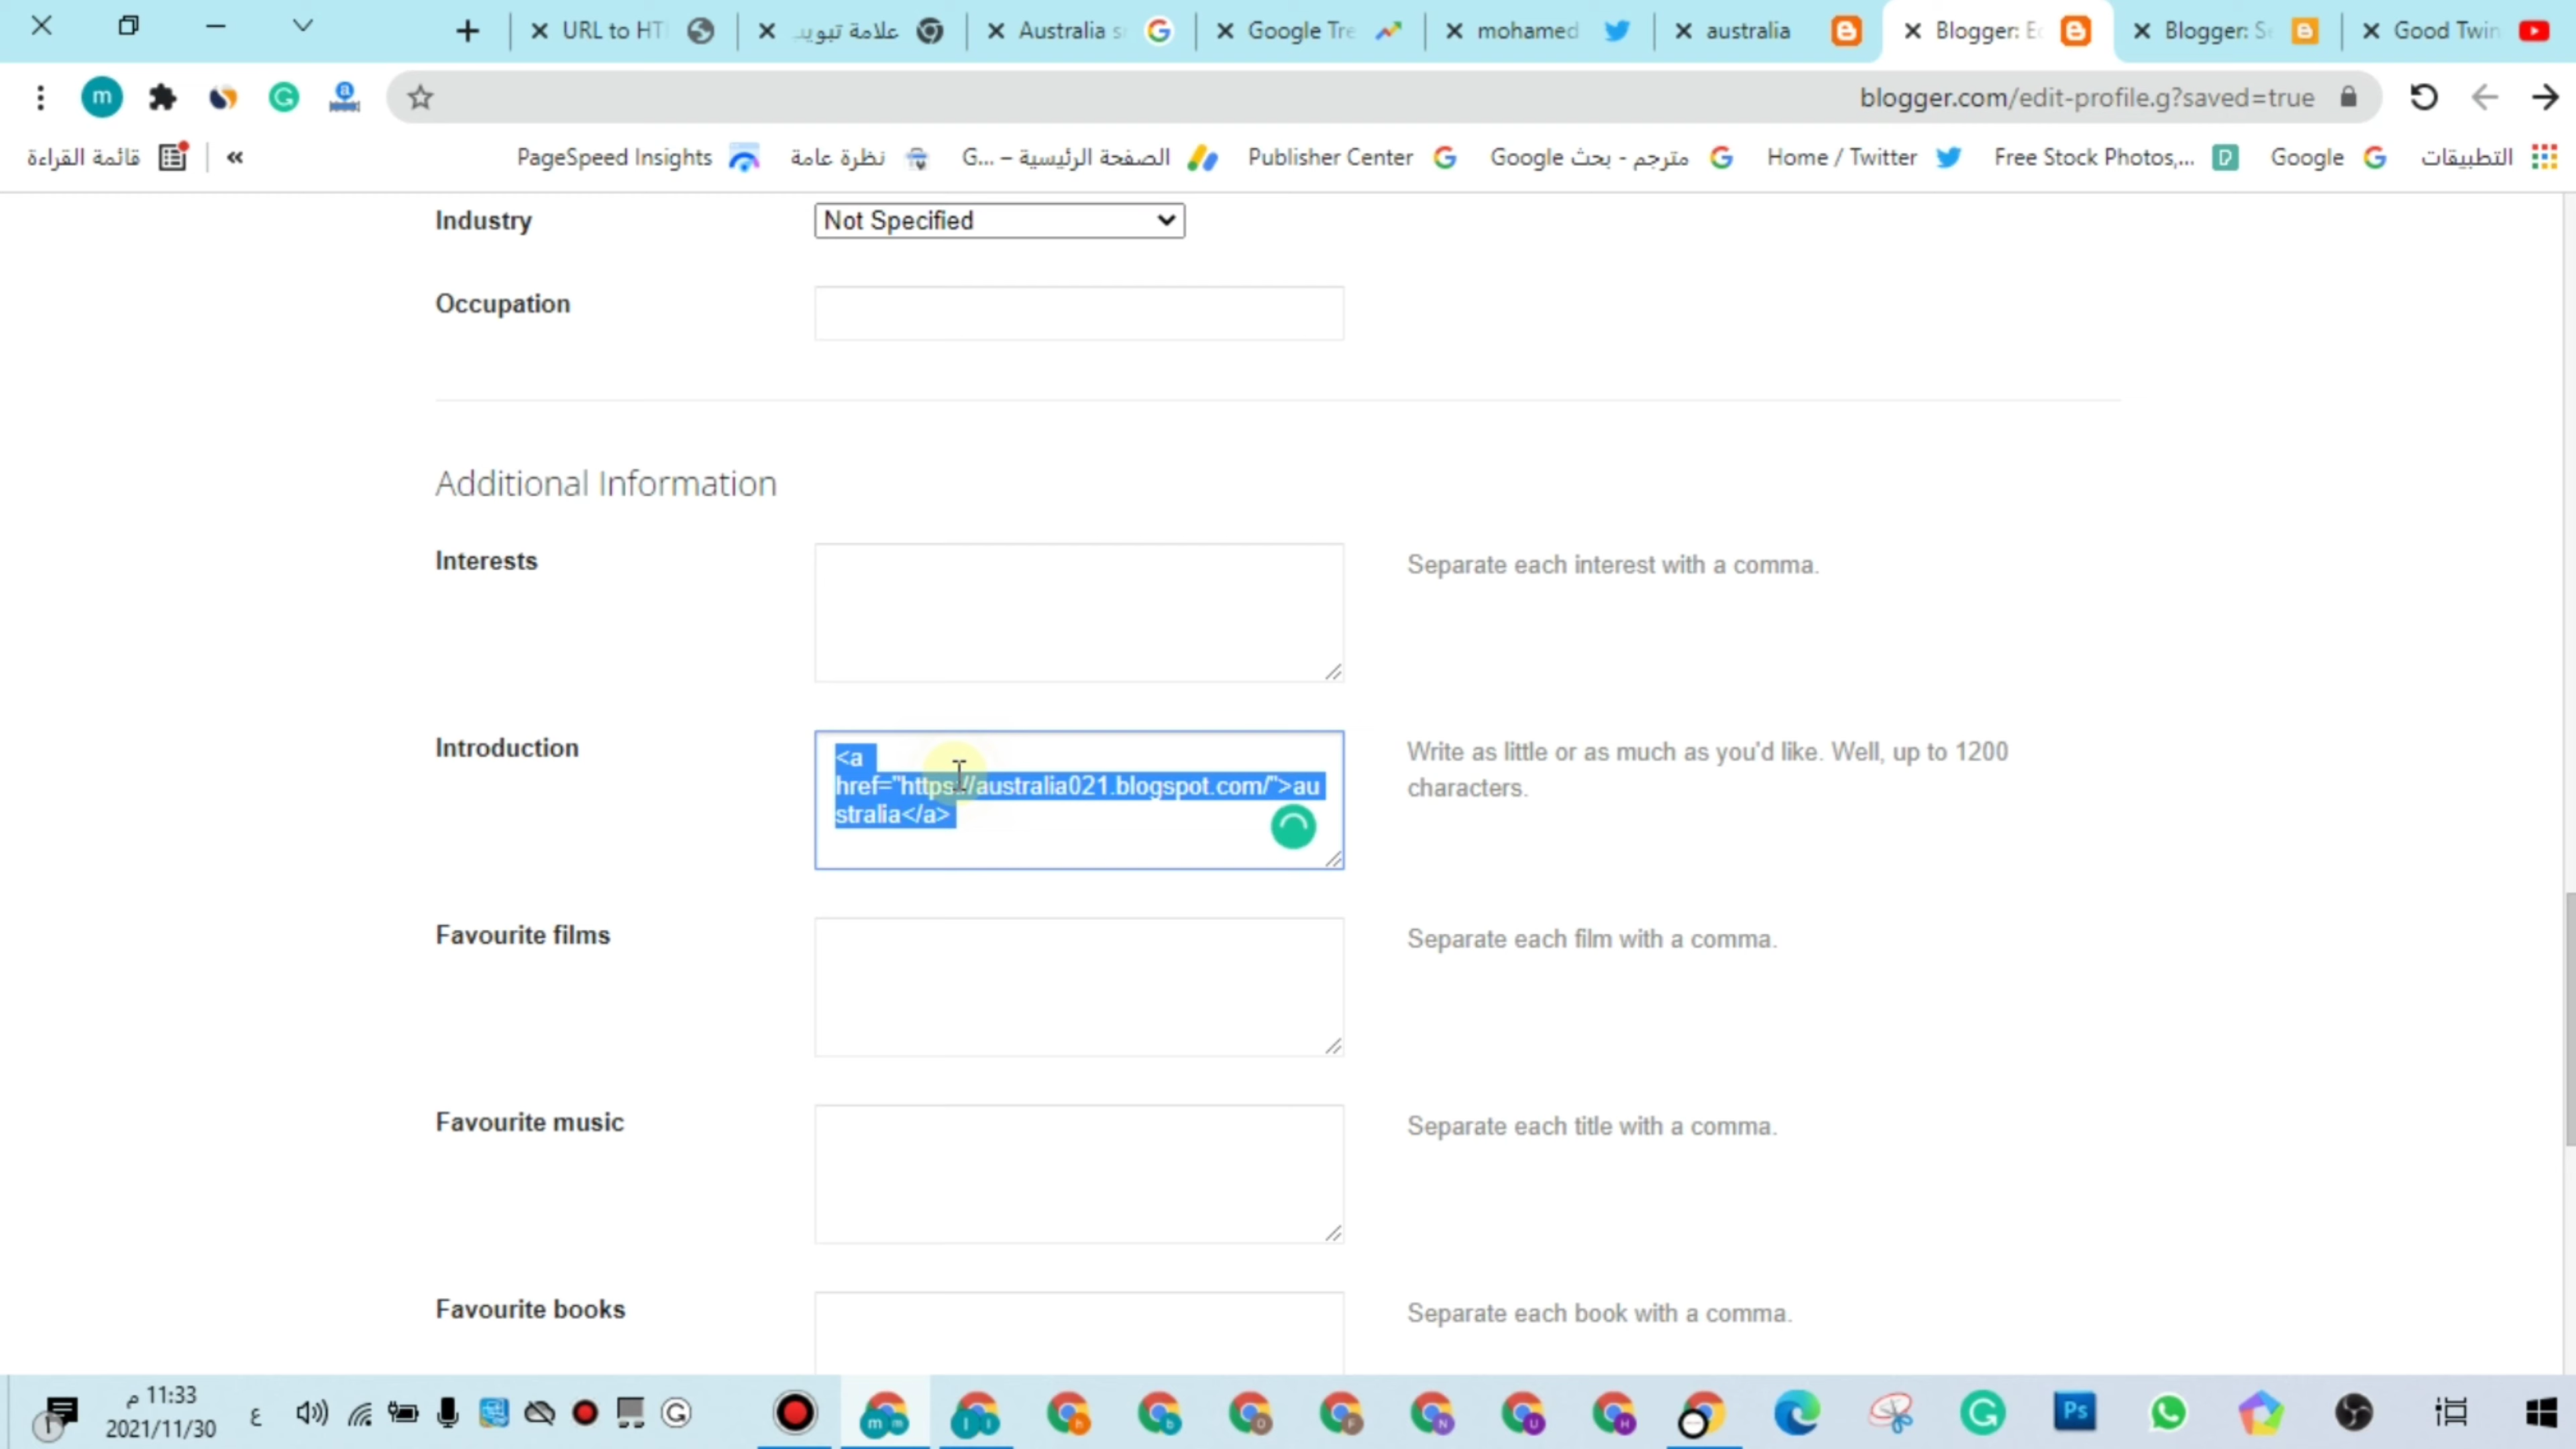 URL to HT
علامة تبويب
Australia s
Google Tre
mohamed
australia
Blogger: E
Blogger: S
Good Twin
m
blogger.com/edit-profile.g?saved=true
قائمة القراءة
«
PageSpeed Insights
نظرة عامة
الصفحة الرئيسية – G...
Publisher Center
مترجم - بحث Google
Home / Twitter
Free Stock Photos,...
Google
التطبيقات
Industry
Not Specified
Occupation
Additional Information
Interests
Separate each interest with a comma.
Introduction
<a
href="https://australia021.blogspot.com/">au
stralia</a>
Write as little or as much as you'd like. Well, up to 1200
characters.
Favourite films
Separate each film with a comma.
Favourite music
Separate each title with a comma.
Favourite books
Separate each book with a comma.
11:33 م
2021/11/30
ع
Ps